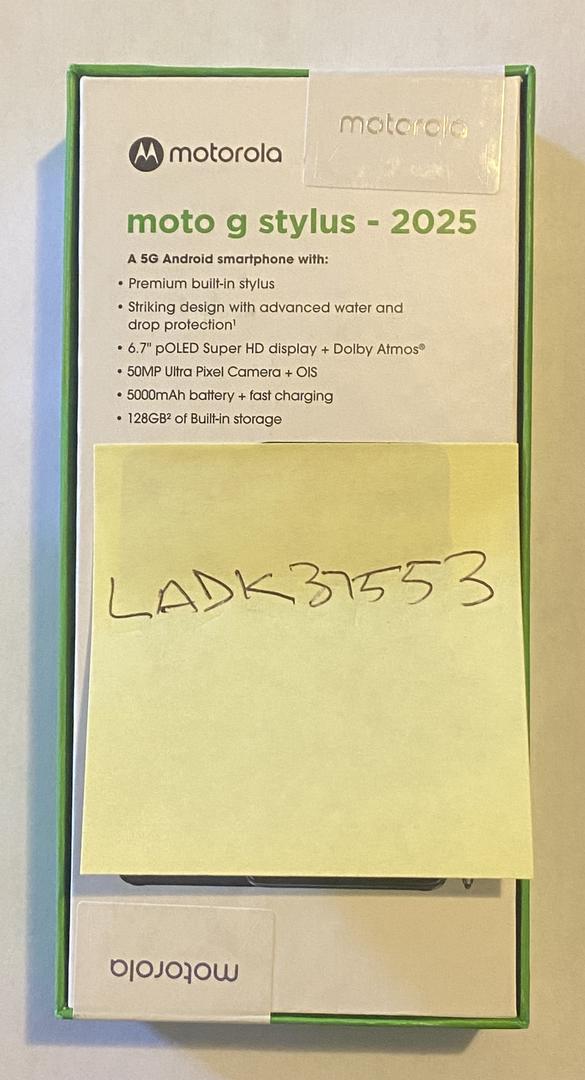 motorola
motorola
moto g stylus - 2025
A 5G Android smartphone with:
• Premium built-in stylus
• Striking design with advanced water and
drop protection¹
• 6.7" pOLED Super HD display + Dolby Atmos®
• 50MP Ultra Pixel Camera + OIS
• 5000mAh battery + fast charging
• 128GB² of Built-in storage
LADK37553
motorola